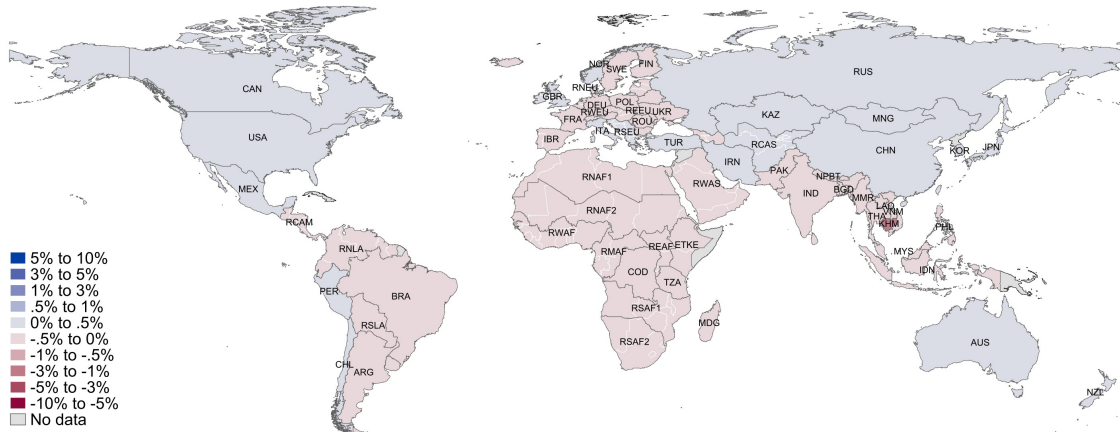 NOR
SWE
FIN
RUS
CAN
RNEU
GBR
DEU
POL
RWEU
REEU
UKR
FRA
ROU
KAZ
MNG
USA
ITA
RSEU
IBR
TUR
RCAS
KOR
JPN
CHN
IRN
RNAF1
PAK
NPBT
MEX
RWAS
IND
BGD
MMR
LAO
VNM
RNAF2
THA
RCAM
KHM
PHL
RWAF
REAF
ETKE
RNLA
RMAF
MYS
COD
IDN
TZA
PER
BRA
RSAF1
MDG
RSLA
RSAF2
AUS
CHL
ARG
NZL
5% to 10%
3% to 5%
1% to 3%
.5% to 1%
0% to .5%
-.5% to 0%
-1% to -.5%
-3% to -1%
-5% to -3%
-10% to -5%
No data